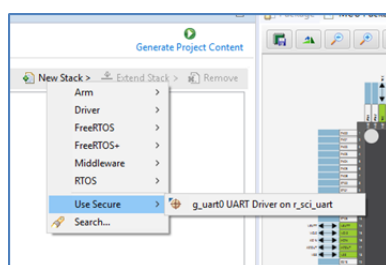 Package
Generate Project Content
New Stack >
Extend Stack >
Remove
Arm >
Driver >
FreeRTOS >
FreeRTOS+ >
Middleware >
RTOS >
Use Secure >
g_uart0 UART Driver on r_sci_uart
Search...